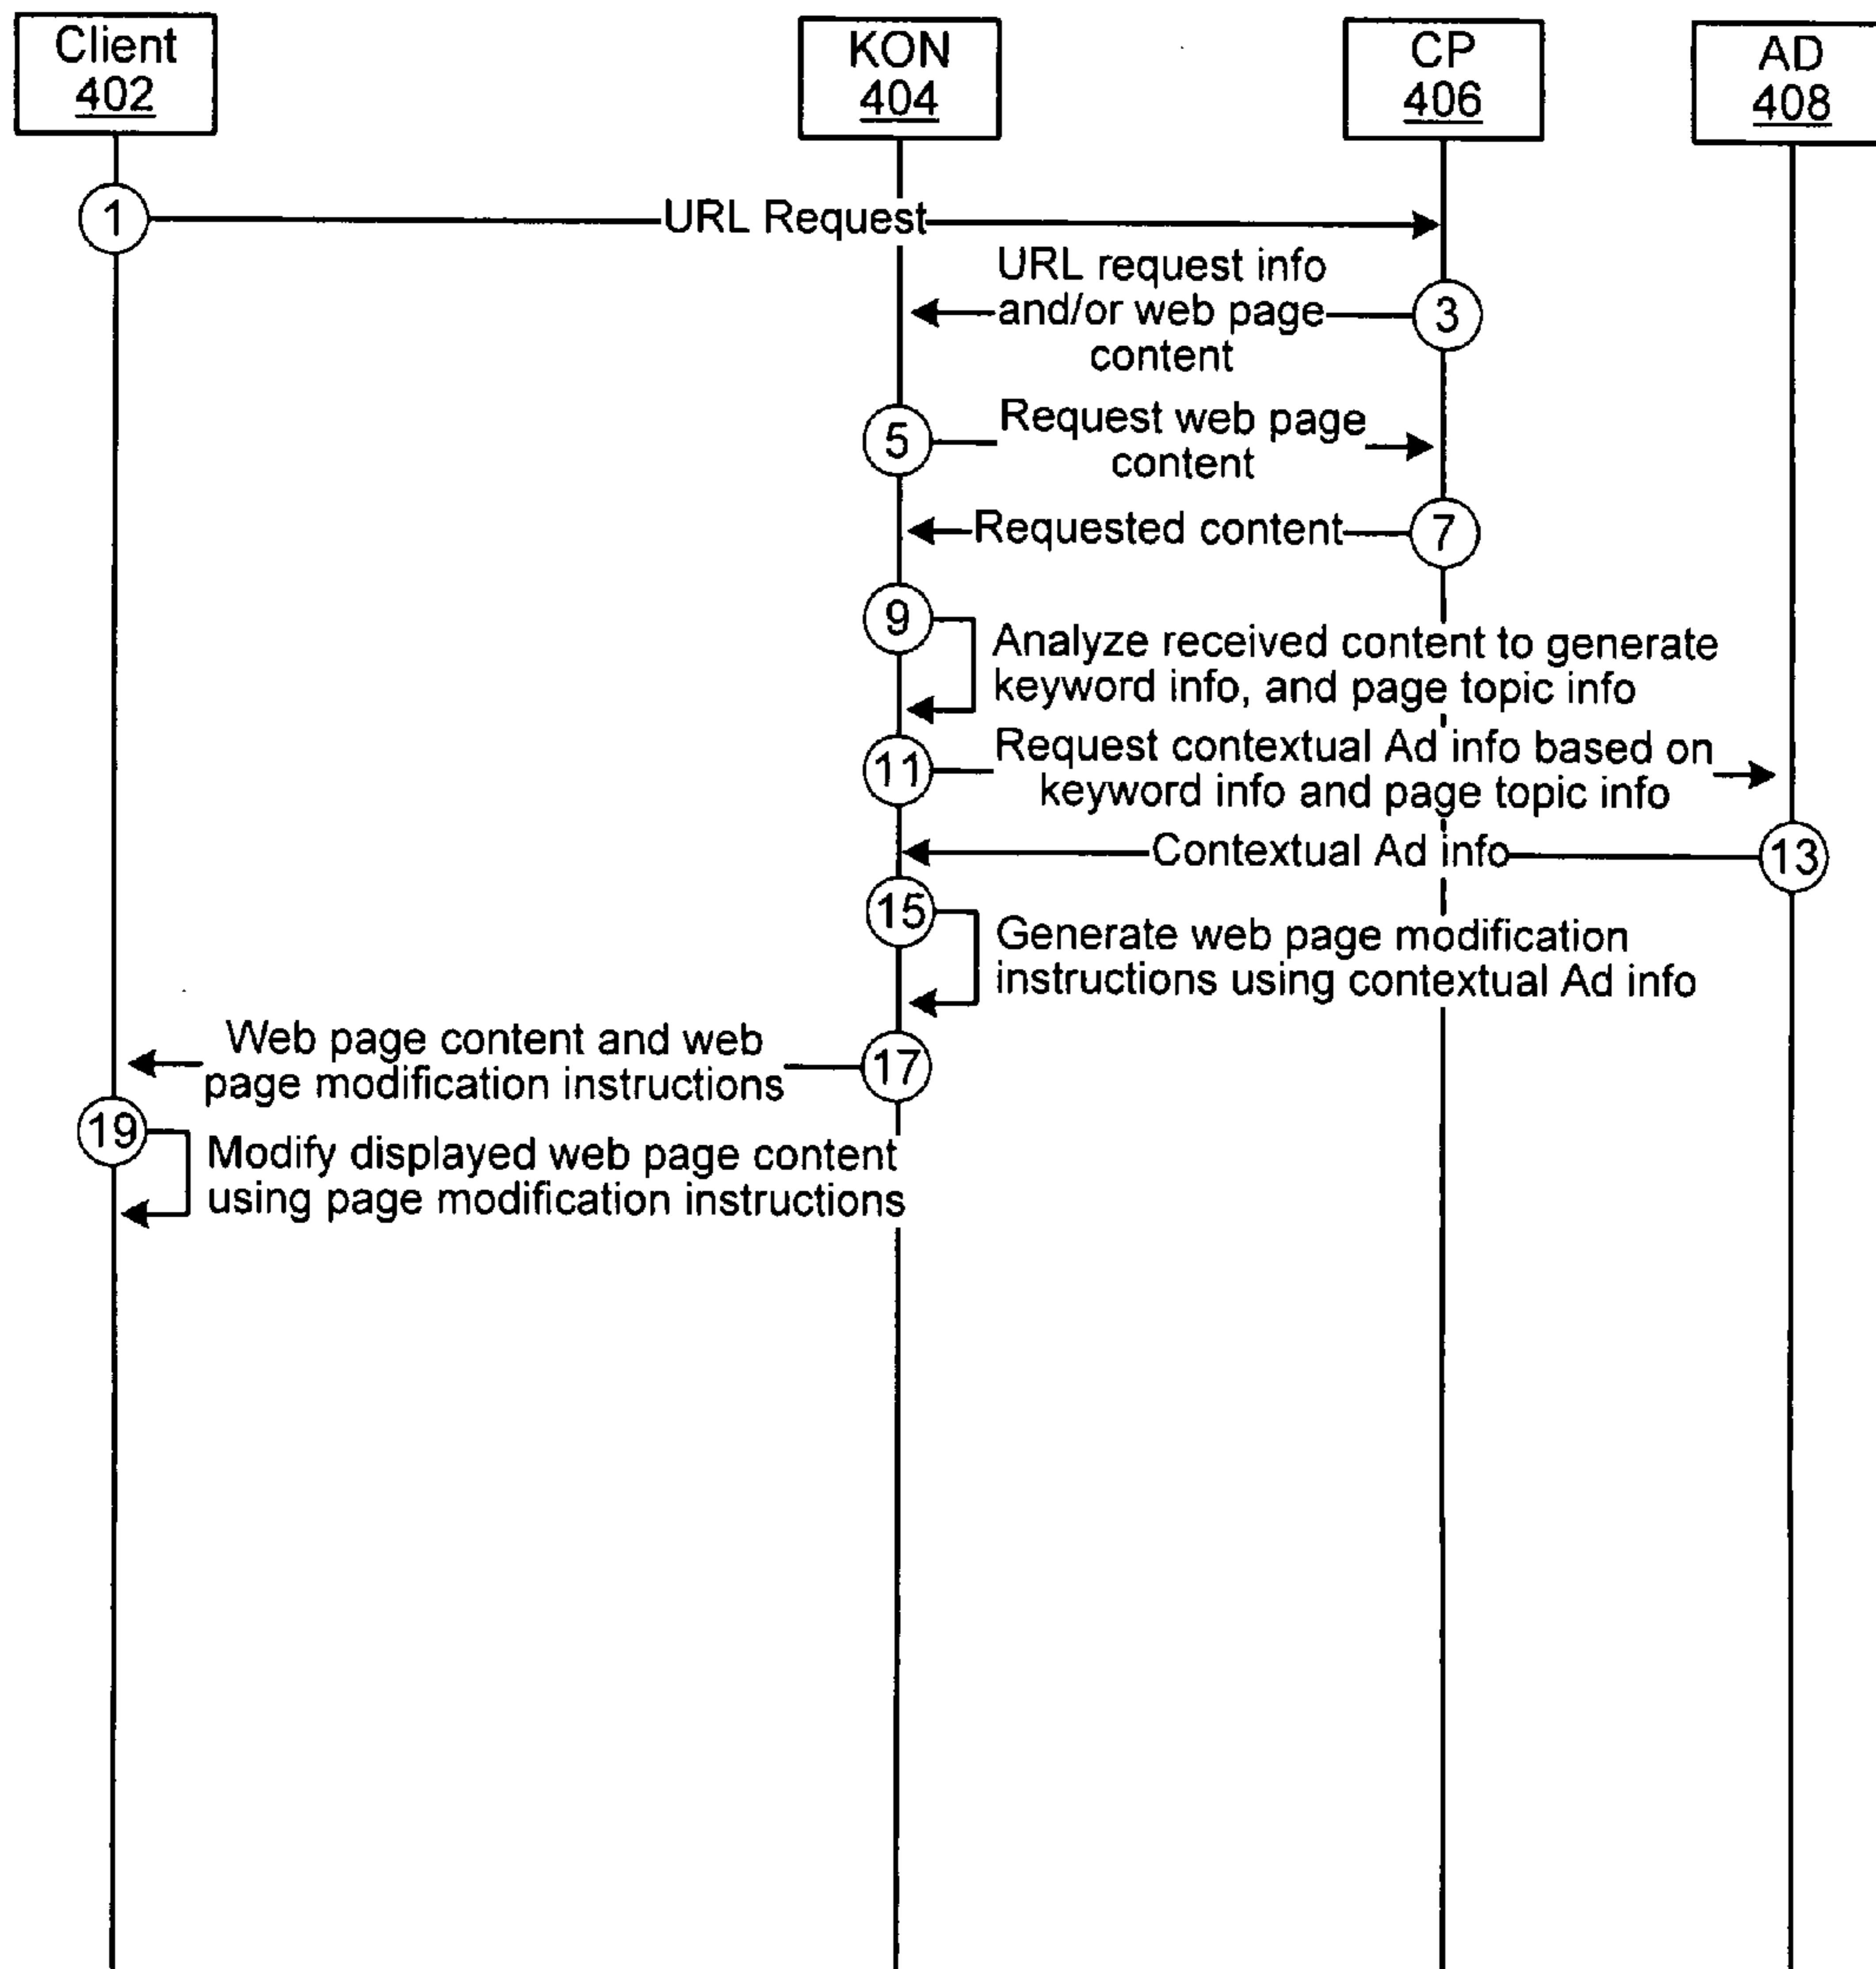 Client
402
KON
404
CP
406
AD
408
1
URL Request
URL request info
and/or web page
content
3
5
Request web page
content
Requested content
7
9
Analyze received content to generate
keyword info, and page topic info
11
Request contextual Ad info based on
keyword info and page topic info
Contextual Ad info
13
15
Generate web page modification
instructions using contextual Ad info
Web page content and web
page modification instructions
17
19
Modify displayed web page content
using page modification instructions